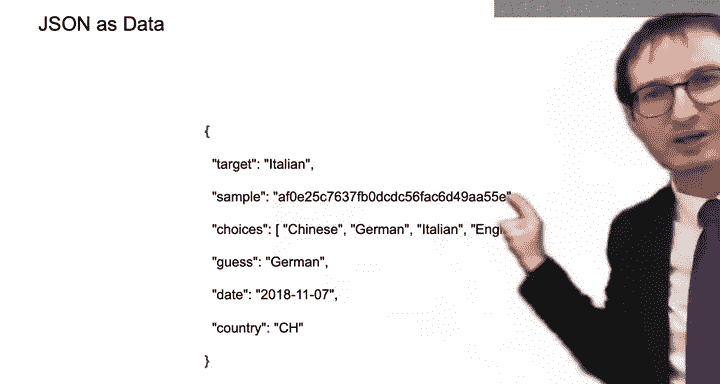 JSON as Data
{
"target": "Italian",
"sample": "af0e25c7637fb0dcdc56fac6d49aa55e"
"choices": [ "Chinese", "German", "Italian",
"guess": "German",
"date": "2018-11-07",
"country": "CH"
}